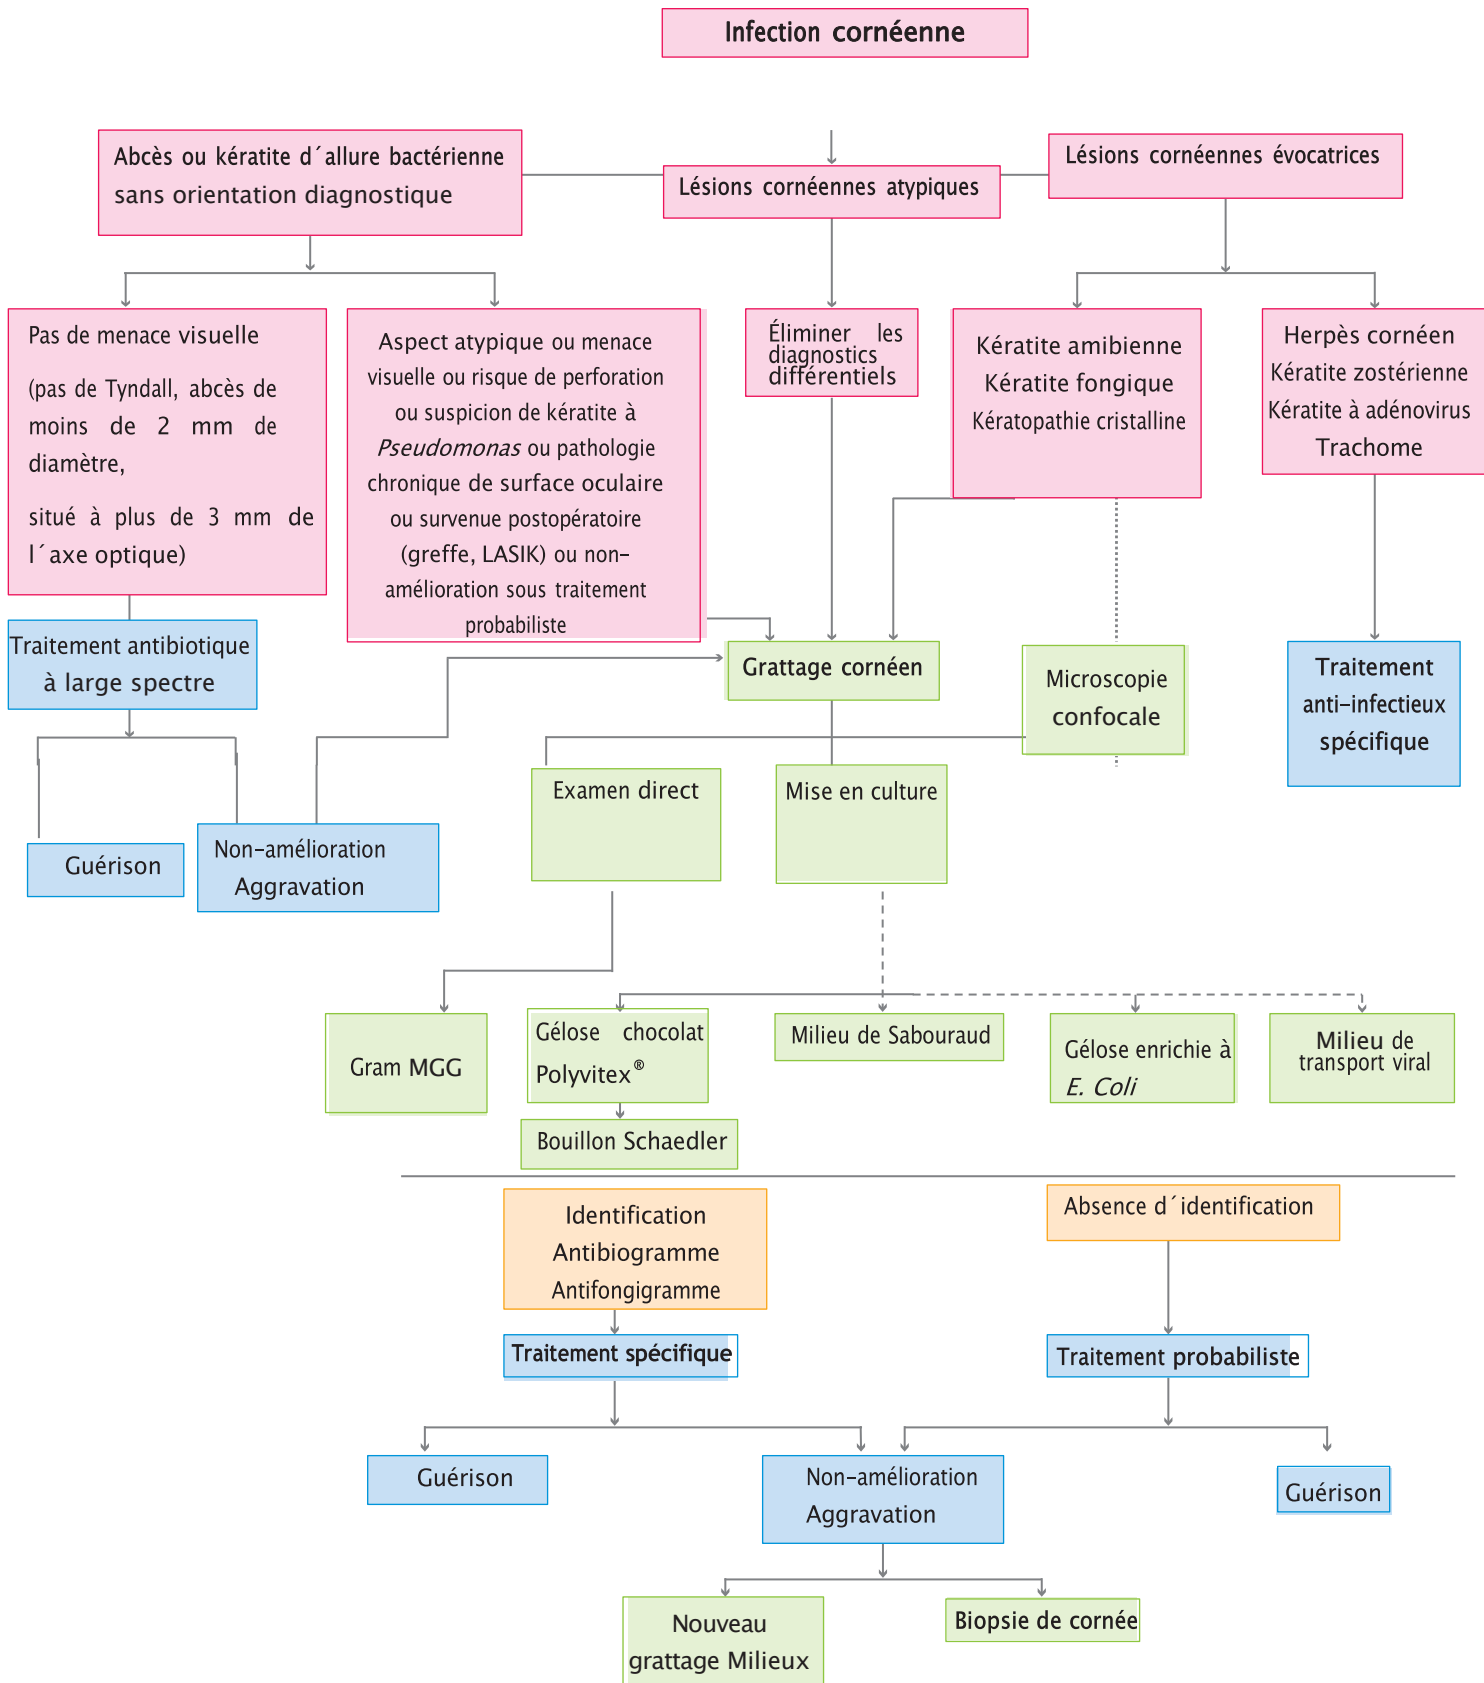 Infection cornéenne
Abcès ou kératite d´allure bactérienne
sans orientation diagnostique
Lésions cornéennes atypiques
Lésions cornéennes évocatrices
Pas de menace visuelle
(pas de Tyndall, abcès de
moins de 2 mm de
diamètre,
situé à plus de 3 mm de
l´axe optique)
Aspect atypique ou menace
visuelle ou risque de perforation
ou suspicion de kératite à
Pseudomonas ou pathologie
chronique de surface oculaire
ou survenue postopératoire
(greffe, LASIK) ou non-
amélioration sous traitement
probabiliste
Éliminer les
diagnostics
différentiels
Kératite amibienne
Kératite fongique
Kératopathie cristalline
Herpès cornéen
Kératite zostérienne
Kératite à adénovirus
Trachome
Traitement antibiotique
à large spectre
Grattage cornéen
Microscopie
confocale
Traitement
anti-infectieux
spécifique
Guérison
Non-amélioration
Aggravation
Examen direct
Mise en culture
Gram MGG
Gélose chocolat
Polyvitex®
Milieu de Sabouraud
Gélose enrichie à
E. Coli
Milieu de
transport viral
Bouillon Schaedler
Identification
Antibiogramme
Antifongigramme
Absence d´identification
Traitement spécifique
Traitement probabiliste
Guérison
Non-amélioration
Aggravation
Guérison
Nouveau
grattage Milieux
Biopsie de cornée